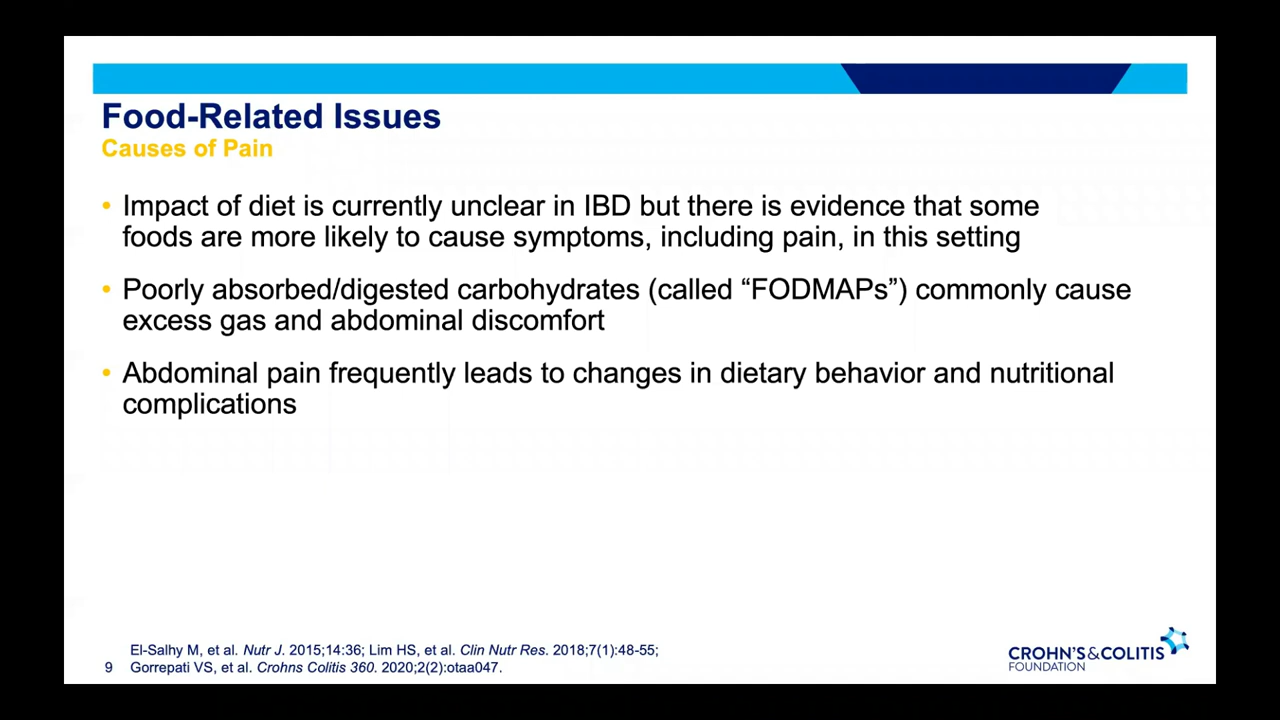 Food-Related Issues
Causes of Pain
• Impact of diet is currently unclear in IBD but there is evidence that some
foods are more likely to cause symptoms, including pain, in this setting
• Poorly absorbed/digested carbohydrates (called “FODMAPs”) commonly cause
excess gas and abdominal discomfort
• Abdominal pain frequently leads to changes in dietary behavior and nutritional
complications
El-Salhy M, et al. Nutr J. 2015;14:36; Lim HS, et al. Clin Nutr Res. 2018;7(1):48-55;
9 Gorrepati VS, et al. Crohns Colitis 360. 2020;2(2):otaa047.
CROHN'S&COLITIS
FOUNDATION